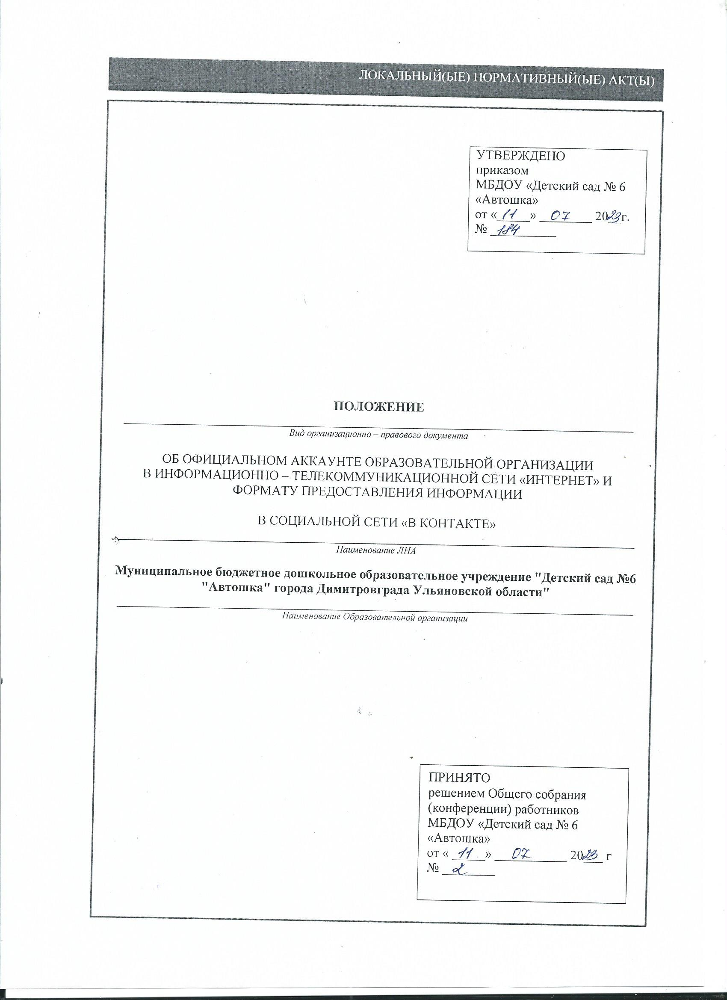 ЛОКАЛЬНЫЙ(ЫЕ) НОРМАТИВНЫЙ(ЫЕ) АКТ(Ы)
УТВЕРЖДЕНО
приказом
МБДОУ «Детский сад № 6
«Автошка»
от «11» 07 2023г.
№ 184
ПОЛОЖЕНИЕ
Вид организационно – правового документа
ОБ ОФИЦИАЛЬНОМ АККАУНТЕ ОБРАЗОВАТЕЛЬНОЙ ОРГАНИЗАЦИИ
В ИНФОРМАЦИОННО – ТЕЛЕКОММУНИКАЦИОННОЙ СЕТИ «ИНТЕРНЕТ» И
ФОРМАТУ ПРЕДОСТАВЛЕНИЯ ИНФОРМАЦИИ
В СОЦИАЛЬНОЙ СЕТИ «В КОНТАКТЕ»
Наименование ЛНА
Муниципальное бюджетное дошкольное образовательное учреждение "Детский сад №6
"Автошка" города Димитровграда Ульяновской области"
Наименование Образовательной организации
ПРИНЯТО
решением Общего собрания
(конференции) работников
МБДОУ «Детский сад № 6
«Автошка»
от « 11 » 07 2023 г
№ 2